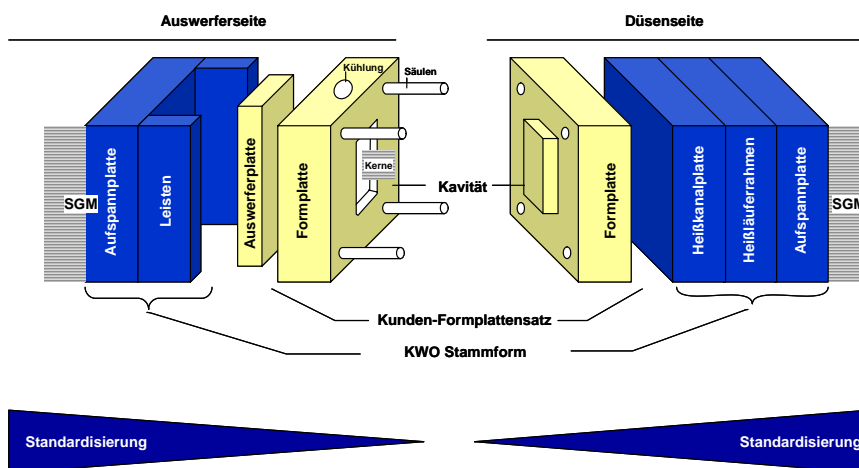 Auswerferseite
Düsenseite
Kühlung
Säulen
SGM
Aufspannplatte
Leisten
Auswerferplatte
Formplatte
Kerne
Kavität
Formplatte
Heißkanalplatte
Heißläuferrahmen
Aufspannplatte
SGM
Kunden-Formplattensatz
KWO Stammform
Standardisierung
Standardisierung